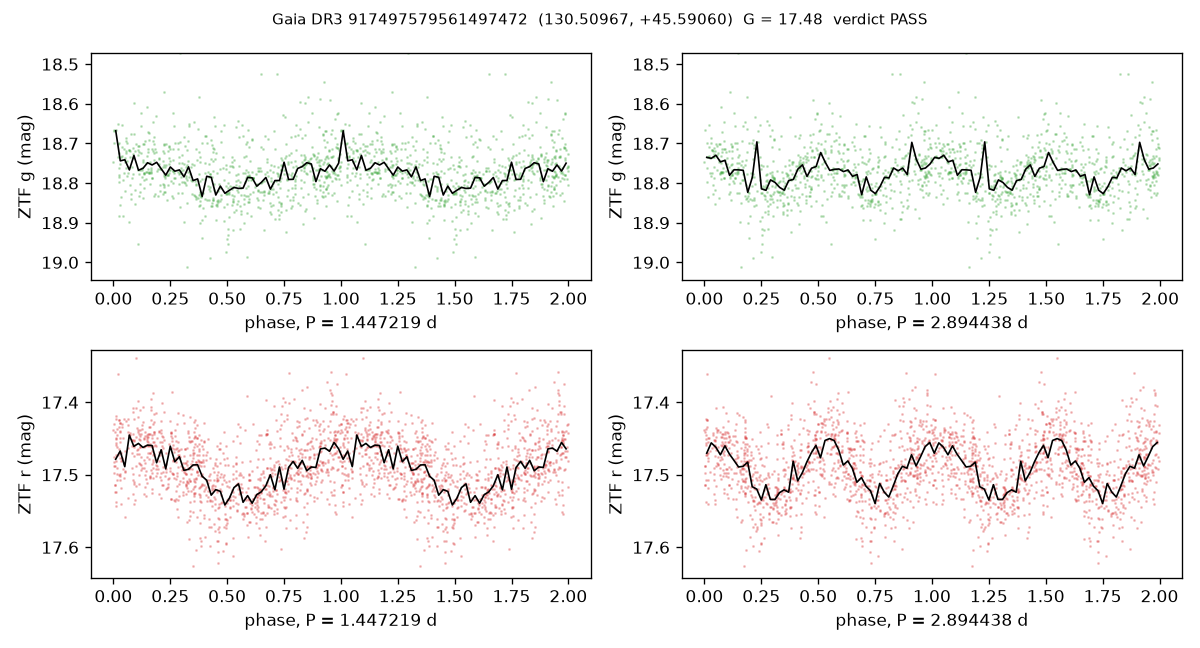 Gaia DR3 917497579561497472 (130.50967, +45.59060) G = 17.48 verdict PASS
ZTF g (mag)
18.5
18.6
18.7
18.8
18.9
19.0
0.00 0.25 0.50 0.75 1.00 1.25 1.50 1.75 2.00
phase, P = 1.447219 d
ZTF g (mag)
18.5
18.6
18.7
18.8
18.9
19.0
0.00 0.25 0.50 0.75 1.00 1.25 1.50 1.75 2.00
phase, P = 2.894438 d
ZTF r (mag)
17.4
17.5
17.6
0.00 0.25 0.50 0.75 1.00 1.25 1.50 1.75 2.00
phase, P = 1.447219 d
ZTF r (mag)
17.4
17.5
17.6
0.00 0.25 0.50 0.75 1.00 1.25 1.50 1.75 2.00
phase, P = 2.894438 d